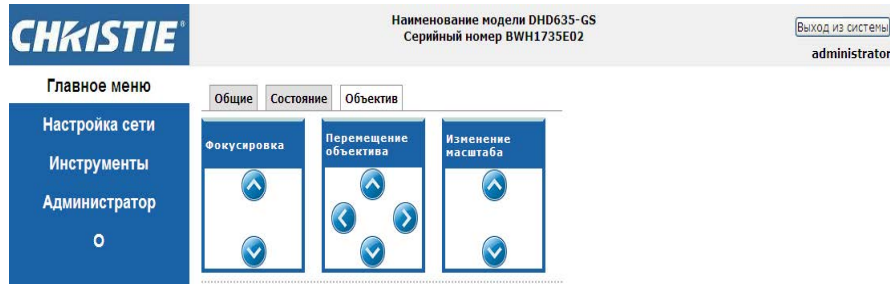 CHRISTIE®
Наименование модели DHD635-GS
Серийный номер BWH1735E02
Выход из системы
administrator
Главное меню
Настройка сети
Инструменты
Администратор
О
Общие Состояние Объектив
Фокусировка
Перемещение
объектива
Изменение
масштаба